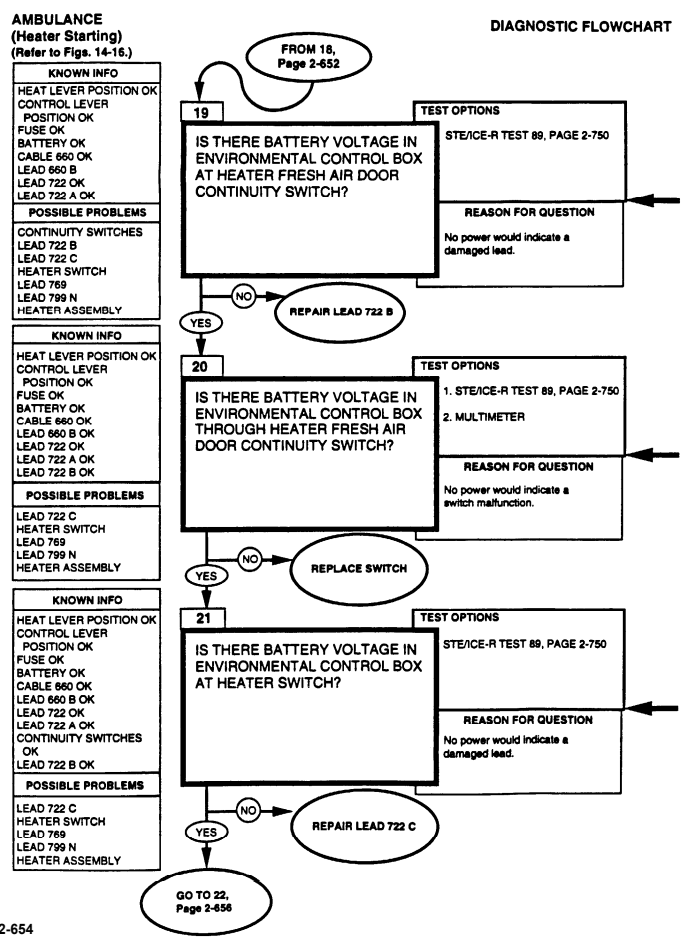 AMBULANCE
(Heater Starting)
(Refer to Figs. 14-16.)
DIAGNOSTIC FLOWCHART
FROM 18,
Page 2-652
KNOWN INFO
HEAT LEVER POSITION OK
CONTROL LEVER
POSITION OK
FUSE OK
BATTERY OK
CABLE 660 OK
LEAD 660 B
LEAD 722 OK
LEAD 722 A OK
POSSIBLE PROBLEMS
CONTINUITY SWITCHES
LEAD 722 B
LEAD 722 C
HEATER SWITCH
LEAD 769
LEAD 799 N
HEATER ASSEMBLY
19
IS THERE BATTERY VOLTAGE IN
ENVIRONMENTAL CONTROL BOX
AT HEATER FRESH AIR DOOR
CONTINUITY SWITCH?
TEST OPTIONS
STE/ICE-R TEST 89, PAGE 2-750
REASON FOR QUESTION
No power would indicate a
damaged lead.
NO
REPAIR LEAD 722 B
YES
KNOWN INFO
HEAT LEVER POSITION OK
CONTROL LEVER
POSITION OK
FUSE OK
BATTERY OK
CABLE 660 OK
LEAD 660 B OK
LEAD 722 OK
LEAD 722 A OK
LEAD 722 B OK
POSSIBLE PROBLEMS
LEAD 722 C
HEATER SWITCH
LEAD 769
LEAD 799 N
HEATER ASSEMBLY
20
IS THERE BATTERY VOLTAGE IN
ENVIRONMENTAL CONTROL BOX
THROUGH HEATER FRESH AIR
DOOR CONTINUITY SWITCH?
TEST OPTIONS
1. STE/ICE-R TEST 89, PAGE 2-750
2. MULTIMETER
REASON FOR QUESTION
No power would indicate a
switch malfunction.
NO
REPLACE SWITCH
YES
KNOWN INFO
HEAT LEVER POSITION OK
CONTROL LEVER
POSITION OK
FUSE OK
BATTERY OK
CABLE 660 OK
LEAD 660 B OK
LEAD 722 OK
LEAD 722 A OK
CONTINUITY SWITCHES
OK
LEAD 722 B OK
POSSIBLE PROBLEMS
LEAD 722 C
HEATER SWITCH
LEAD 769
LEAD 799 N
HEATER ASSEMBLY
21
IS THERE BATTERY VOLTAGE IN
ENVIRONMENTAL CONTROL BOX
AT HEATER SWITCH?
TEST OPTIONS
STE/ICE-R TEST 89, PAGE 2-750
REASON FOR QUESTION
No power would indicate a
damaged lead.
NO
REPAIR LEAD 722 C
YES
GO TO 22,
Page 2-656
2-654